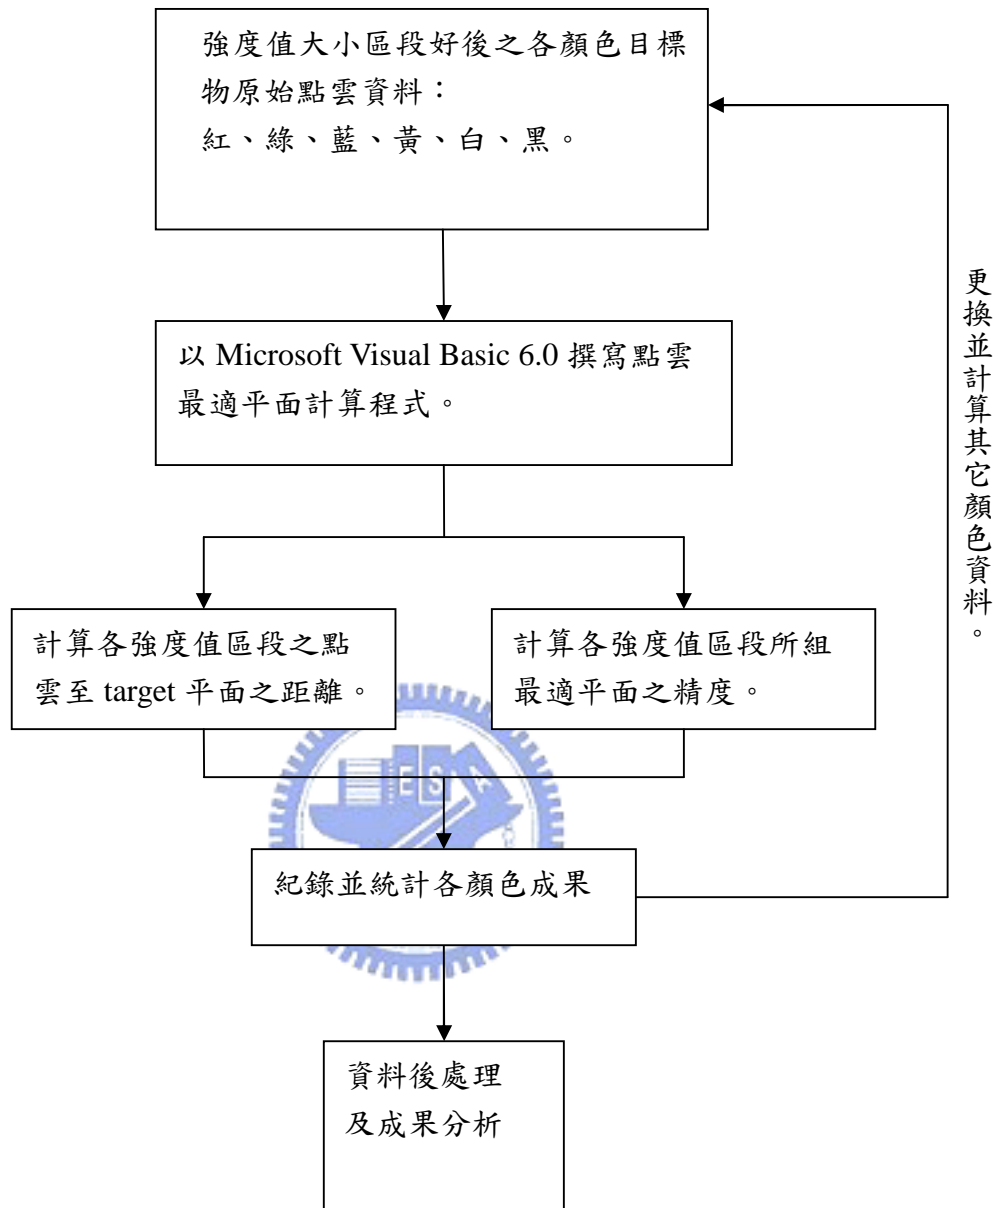 強度值大小區段好後之各顏色目標
物原始點雲資料：
紅、綠、藍、黃、白、黑。
以 Microsoft Visual Basic 6.0 撰寫點雲
最適平面計算程式。
計算各強度值區段之點
雲至 target 平面之距離。
計算各強度值區段所組
最適平面之精度。
紀錄並統計各顏色成果
資料後處理
及成果分析
更換並計算其它顏色資料。
ES